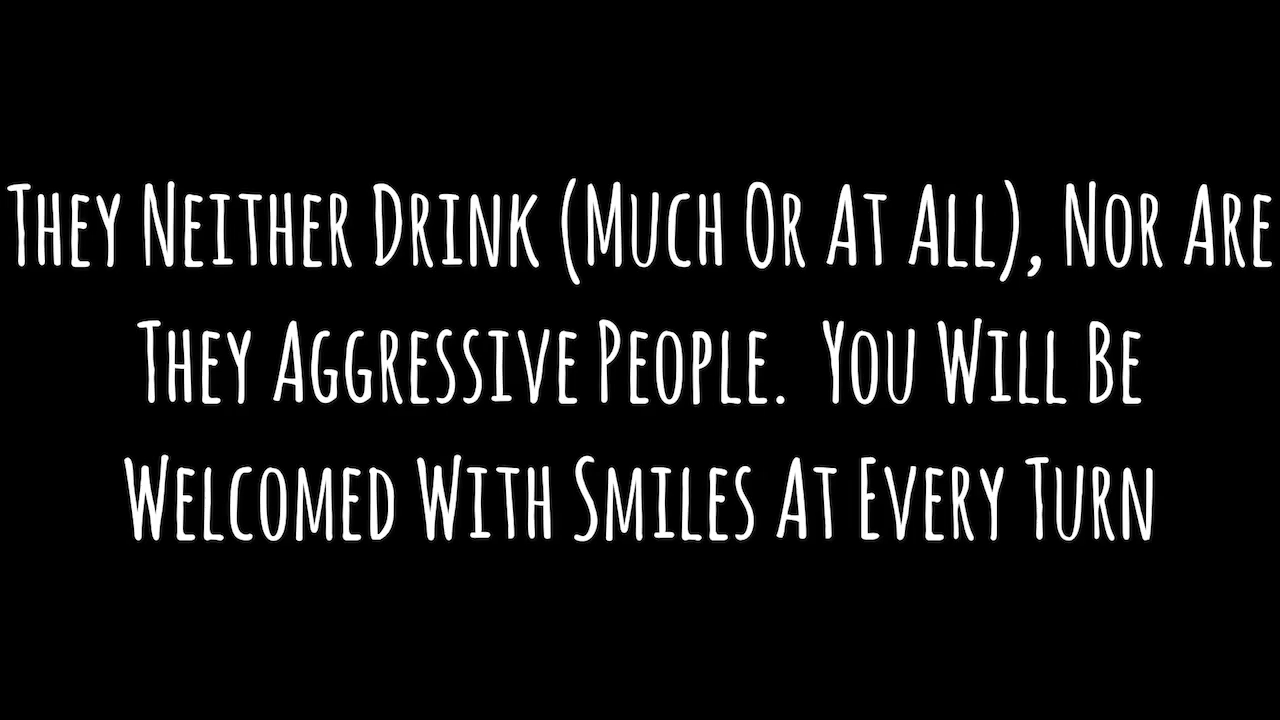 They Neither Drink (Much Or At All), Nor Are
They Aggressive People. You Will Be
Welcomed With Smiles At Every Turn